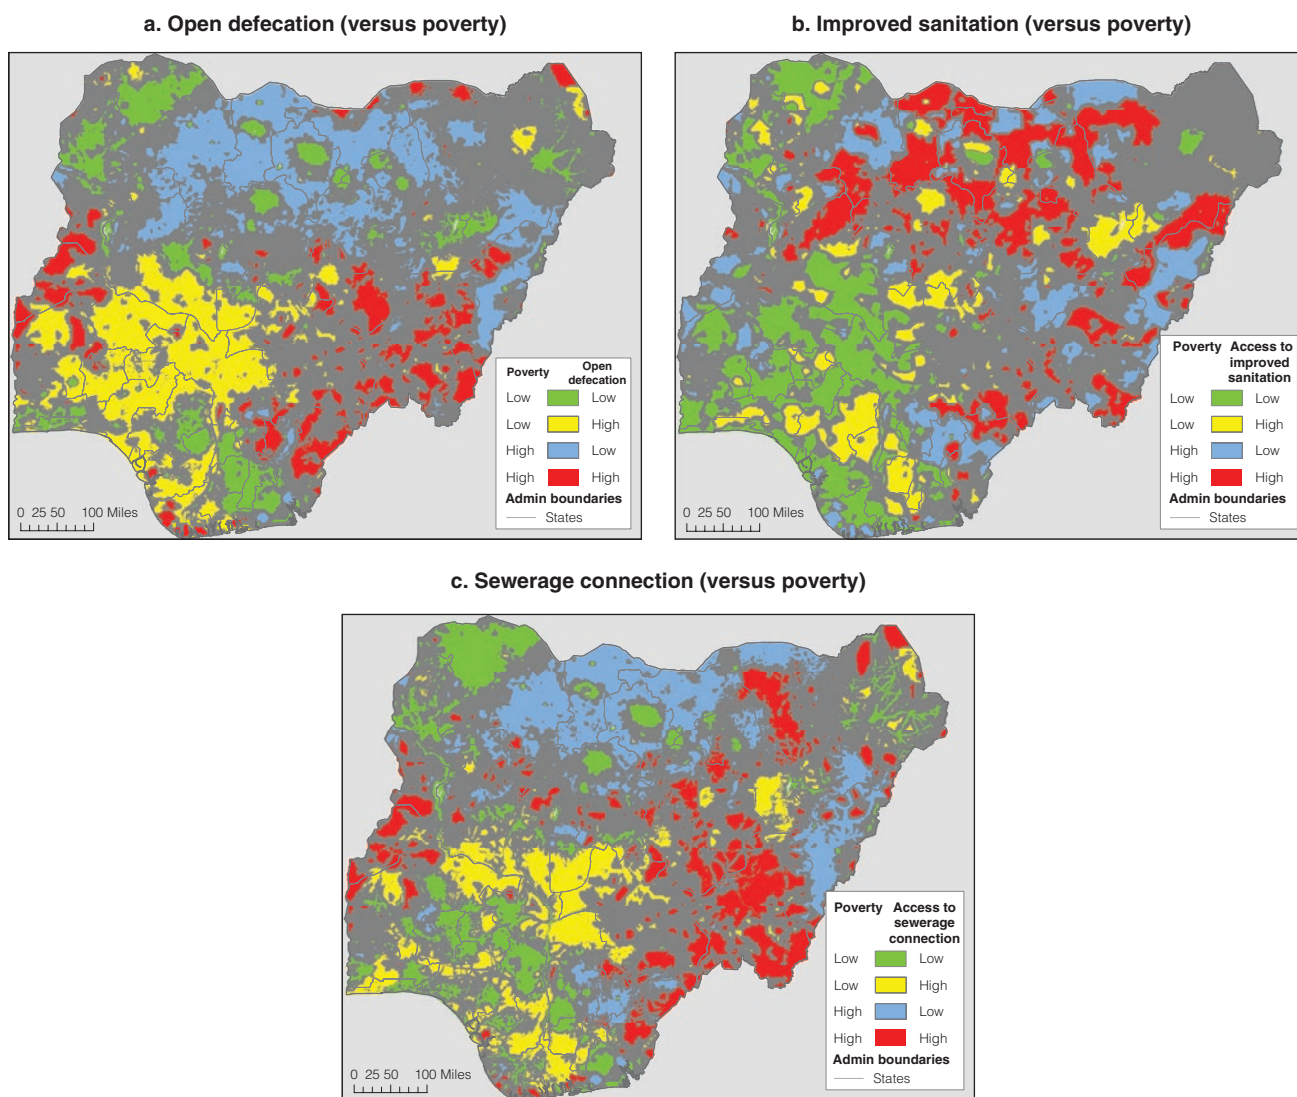 a. Open defecation (versus poverty)
b. Improved sanitation (versus poverty)
Poverty Open defecation
Low Low
Low High
High Low
High High
Admin boundaries
States
0 25 50 100 Miles
Poverty Access to improved sanitation
Low Low
Low High
High Low
High High
Admin boundaries
States
0 25 50 100 Miles
c. Sewerage connection (versus poverty)
Poverty Access to sewerage connection
Low Low
Low High
High Low
High High
Admin boundaries
States
0 25 50 100 Miles